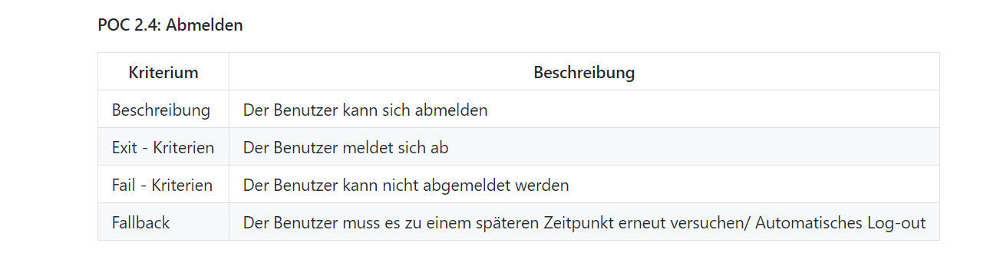 POC 2.4: Abmelden
Kriterium Beschreibung
Beschreibung Der Benutzer kann sich abmelden
Exit - Kriterien Der Benutzer meldet sich ab
Fail - Kriterien Der Benutzer kann nicht abgemeldet werden
Fallback Der Benutzer muss es zu einem späteren Zeitpunkt erneut versuchen/ Automatisches Log-out